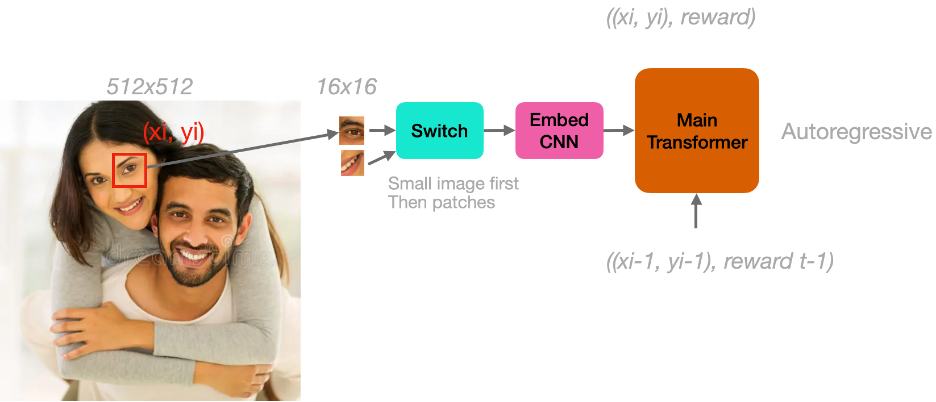 ((xi, yi), reward)
512x512
16x16
(xi, yi)
Switch
Embed
CNN
Main
Transformer
Autoregressive
Small image first
Then patches
((xi-1, yi-1), reward t-1)